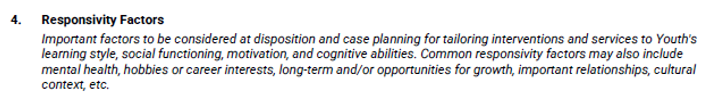 4. Responsivity Factors
Important factors to be considered at disposition and case planning for tailoring interventions and services to Youth's
learning style, social functioning, motivation, and cognitive abilities. Common responsivity factors may also include
mental health, hobbies or career interests, long-term and/or opportunities for growth, important relationships, cultural
context, etc.